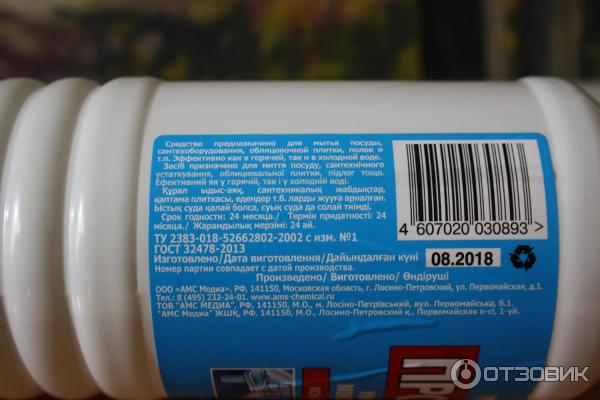 Средство предназначено для мытья посуды,
сантехоборудования, облицовочной плитки, полов и
т.п. Эффективно как в горячей, так и в холодной воде.
Засіб призначено для миття посуду, сантехнічного
устаткування, облицювальної плитки, підлог тощо.
Ефективний як у гарячій, так і у холодній воді.
Құрал ыдыс-аяқ, сантехникалық жабдықтар,
қаптама плиткасы, едендер т.б. ларды жууға арналған.
Ыстық суда қалай болса, суық суда да солай тиімді.
Срок годности: 24 месяца./ Термін придатності: 24
місяца./ Жарамдылық мерзімі: 24 ай.
ТУ 2383-018-52662802-2002 с изм. №1
ГОСТ 32478-2013
Изготовлено/Дата виготовлення/Дайындалған күні 08.2018
Номер партии совпадает с датой производства.
Произведено/ Виготовлено/ Өндіруші
ООО «АМС Медиа», РФ, 141150, Московская область, г. Лосино-Петровский, ул. Первомайская, д.1.
Тел.: 8 (495) 232-24-01. www.ams-chemical.ru
ТОВ "АМС МЕДИА", РФ, 141150, М.О., м. Лосіно-Петрівський, вул. Первомайська, б.1.
"АМС Медиа" ЖШҚ, РФ, 141150, М.О., Лосино-Петровский қ., Первомайская к-сі, 1-үй.
4 607020 030893 >
ПРО
ОТЗОВИК